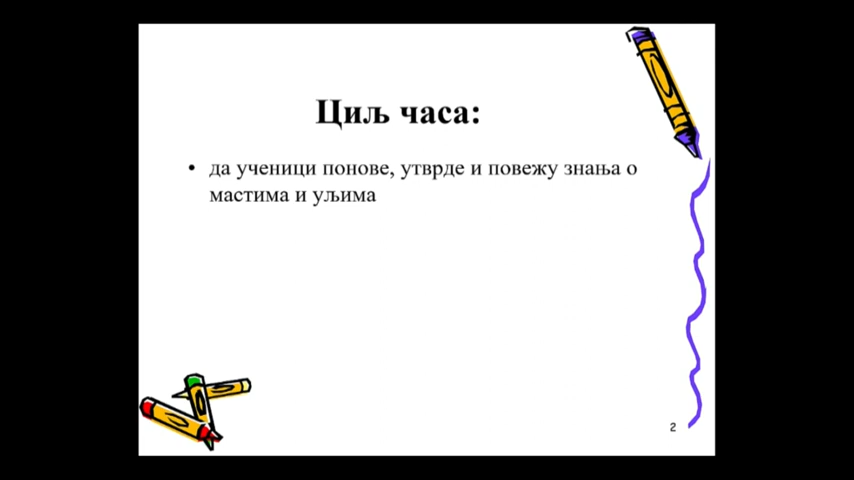 Циљ часа:
• да ученици понове, утврде и повежу знања о
мастима и уљима
2